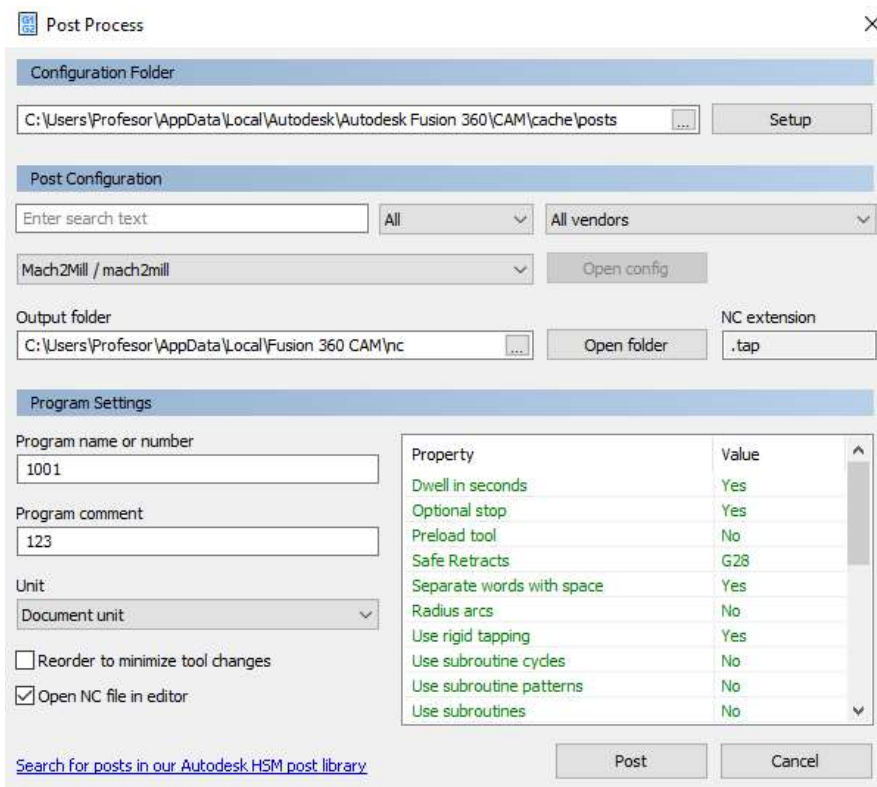 G1
G2
Post Process
Configuration Folder
C:\Users\Profesor\AppData\Local\Autodesk\Autodesk Fusion 360\CAM\cache\posts
...
Setup
Post Configuration
Enter search text
All
All vendors
Mach2Mill / mach2mill
Open config
Output folder
NC extension
C:\Users\Profesor\AppData\Local\Fusion 360 CAM\nc
...
Open folder
.tap
Program Settings
Program name or number
1001
Program comment
123
Unit
Document unit
Reorder to minimize tool changes
Open NC file in editor
Property Value
Dwell in seconds Yes
Optional stop Yes
Preload tool No
Safe Retracts G28
Separate words with space Yes
Radius arcs No
Use rigid tapping Yes
Use subroutine cycles No
Use subroutine patterns No
Use subroutines No
Search for posts in our Autodesk HSM post library
Post
Cancel